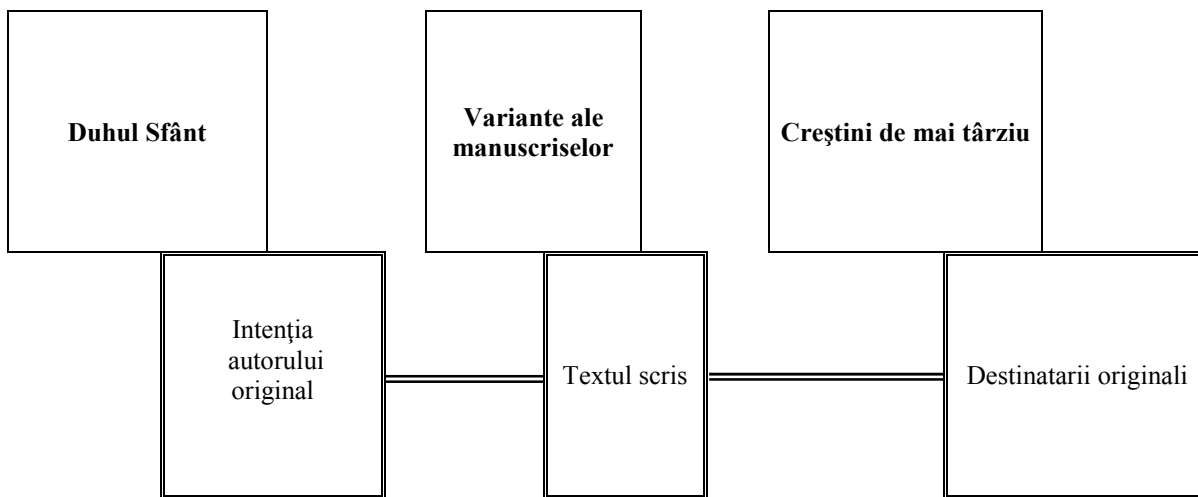 Duhul Sfânt
Variante ale
manuscriselor
Creştini de mai târziu
Intenţia
autorului
original
Textul scris
Destinatarii originali